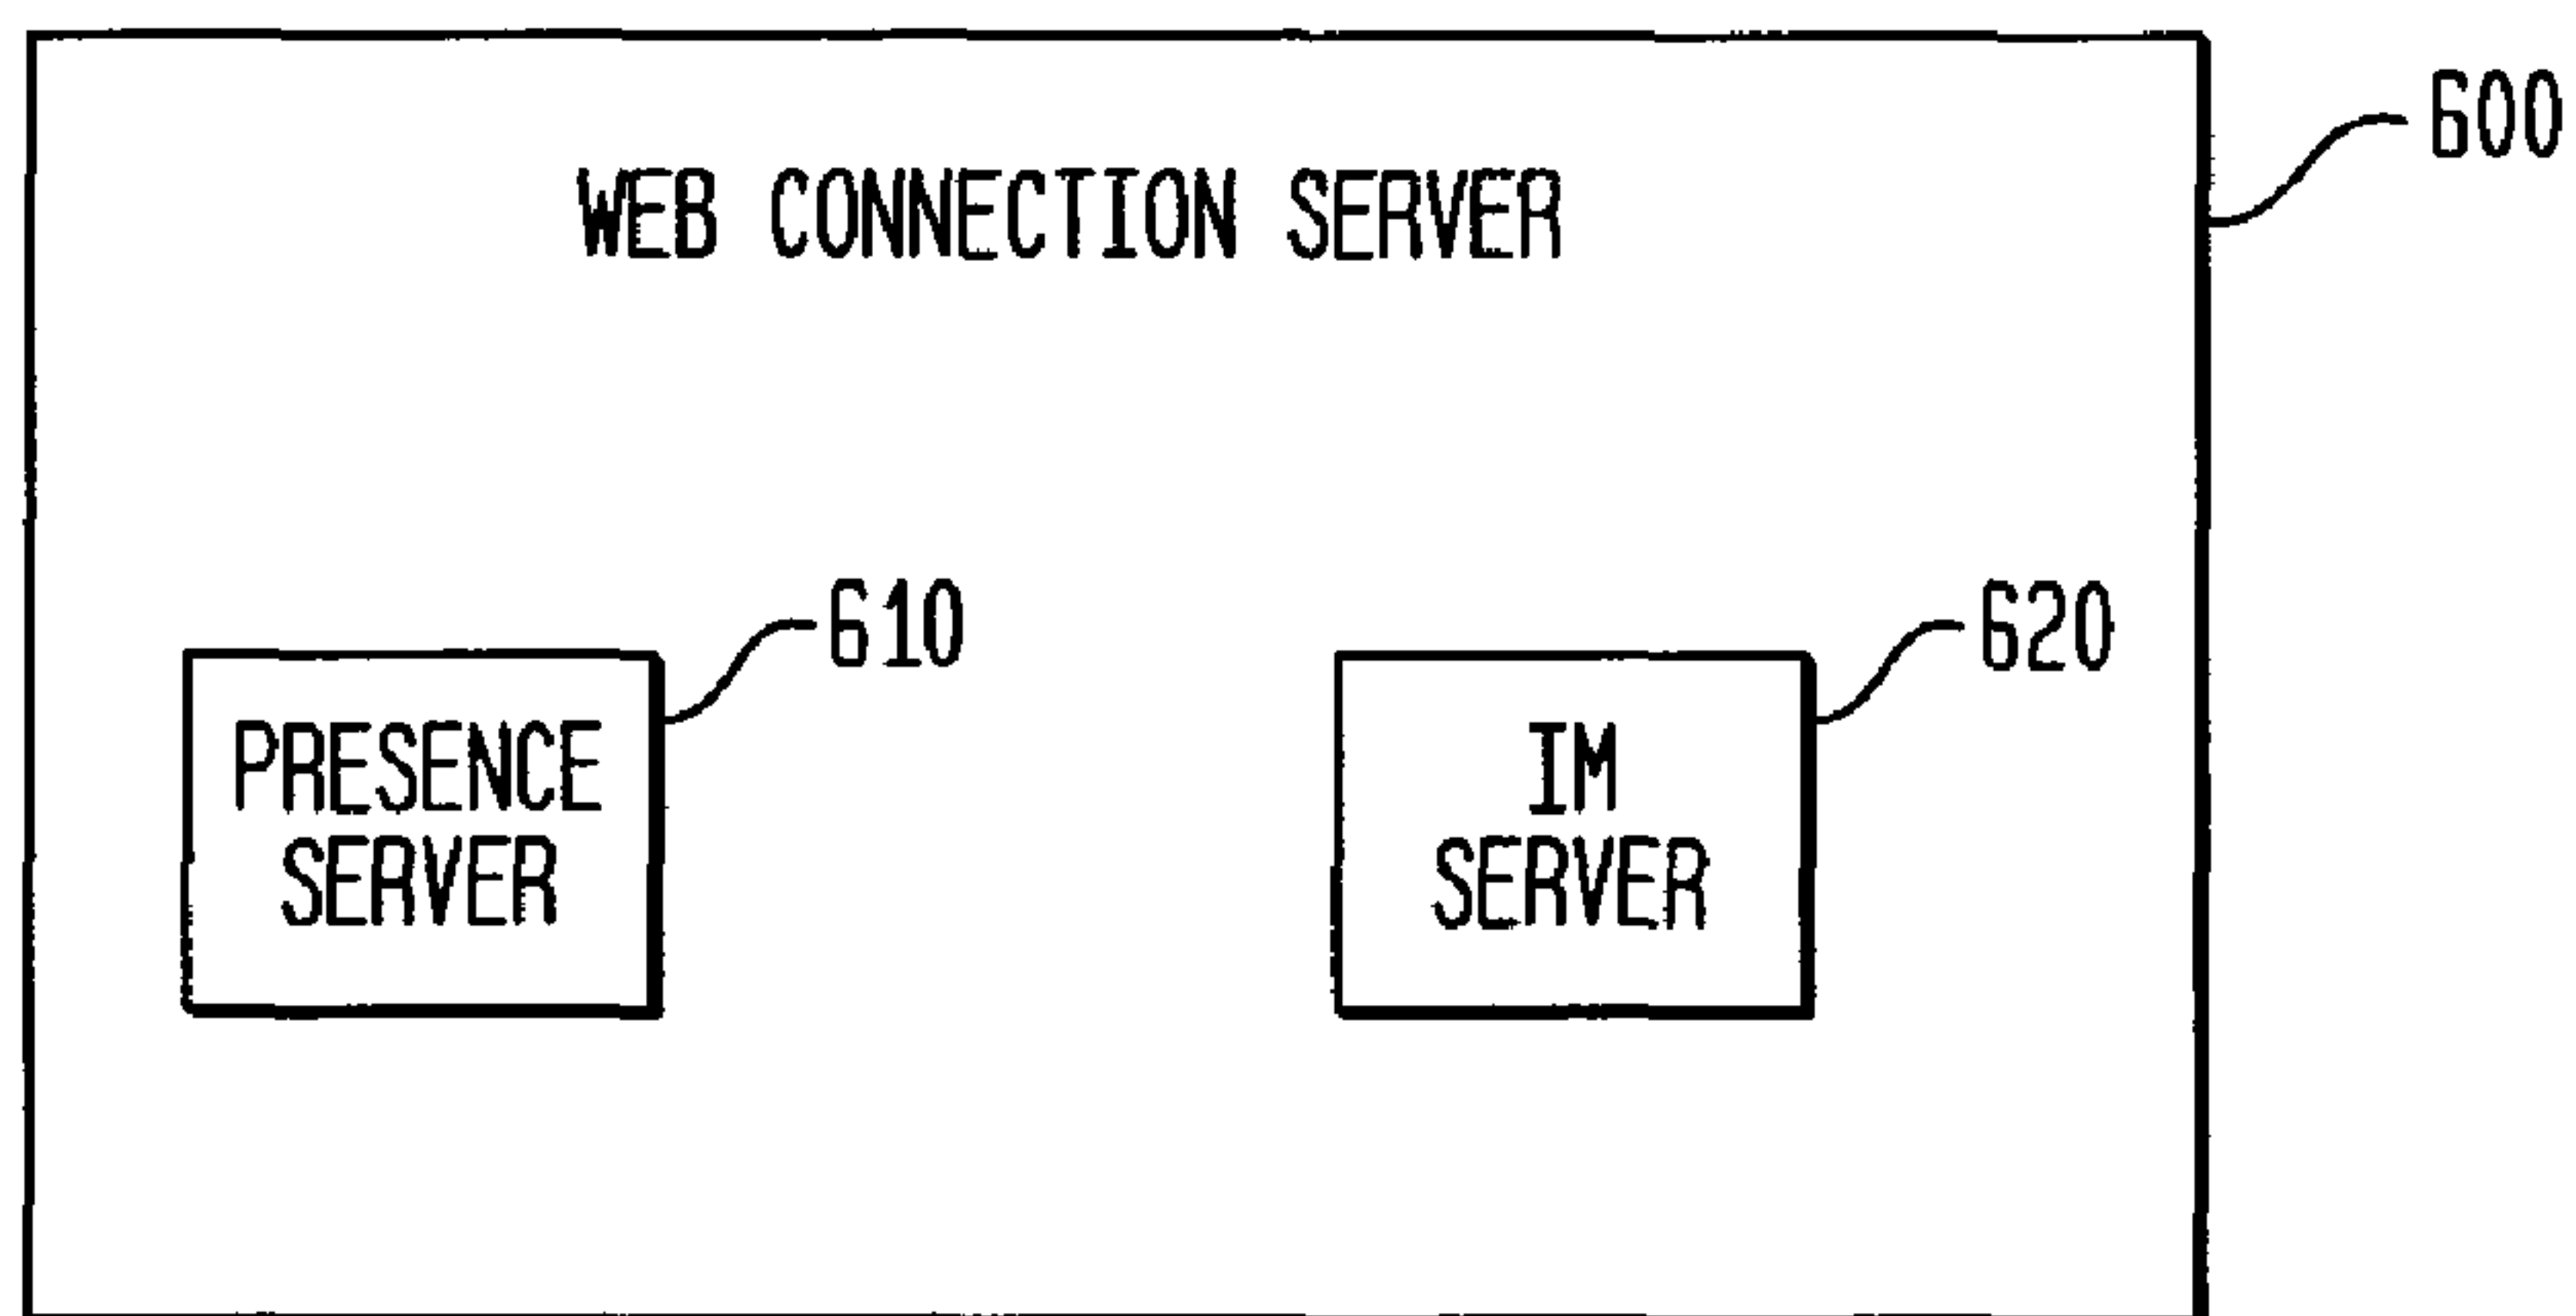 600
WEB CONNECTION SERVER
610
620
PRESENCE
SERVER
IM
SERVER